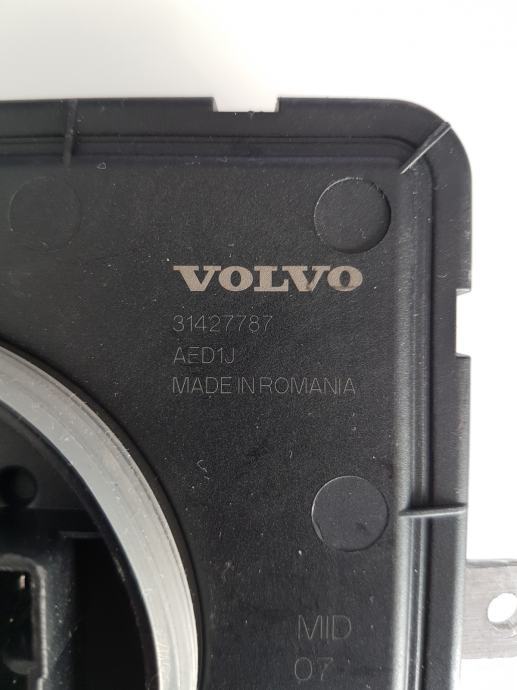 VOLVO
31427787
AED1J
MADE IN ROMANIA
MID
07